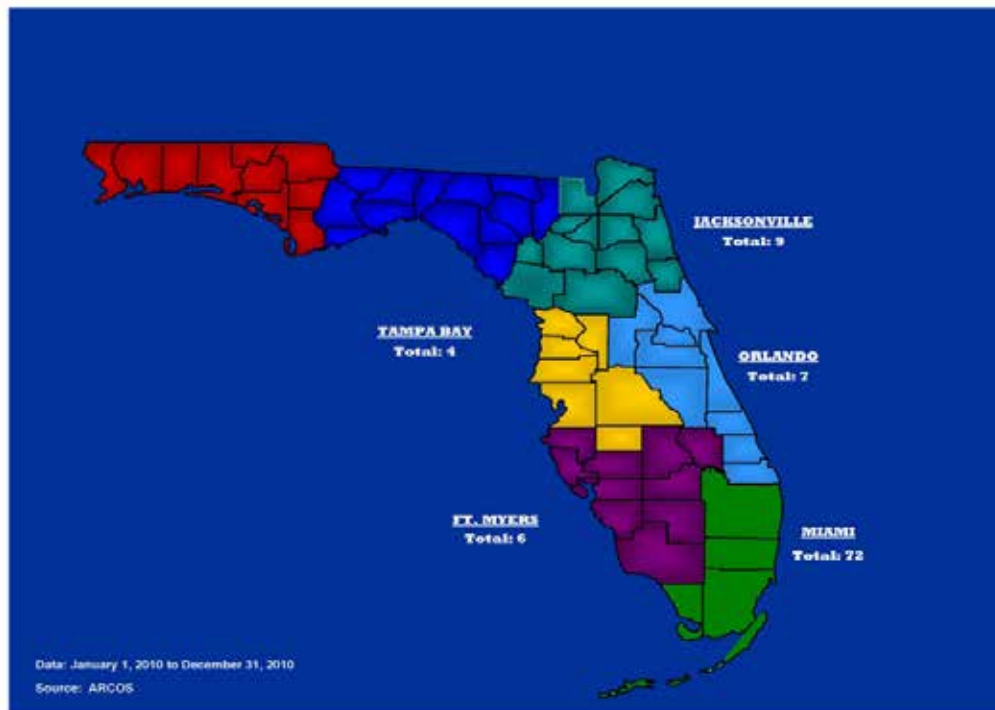 JACKSONVILLE
Total: 9
TAMPA BAY
Total: 4
ORLANDO
Total: 7
FT. MYERS
Total: 6
MIAMI
Total: 72
Data: January 1, 2010 to December 31, 2010
Source: ARCOS